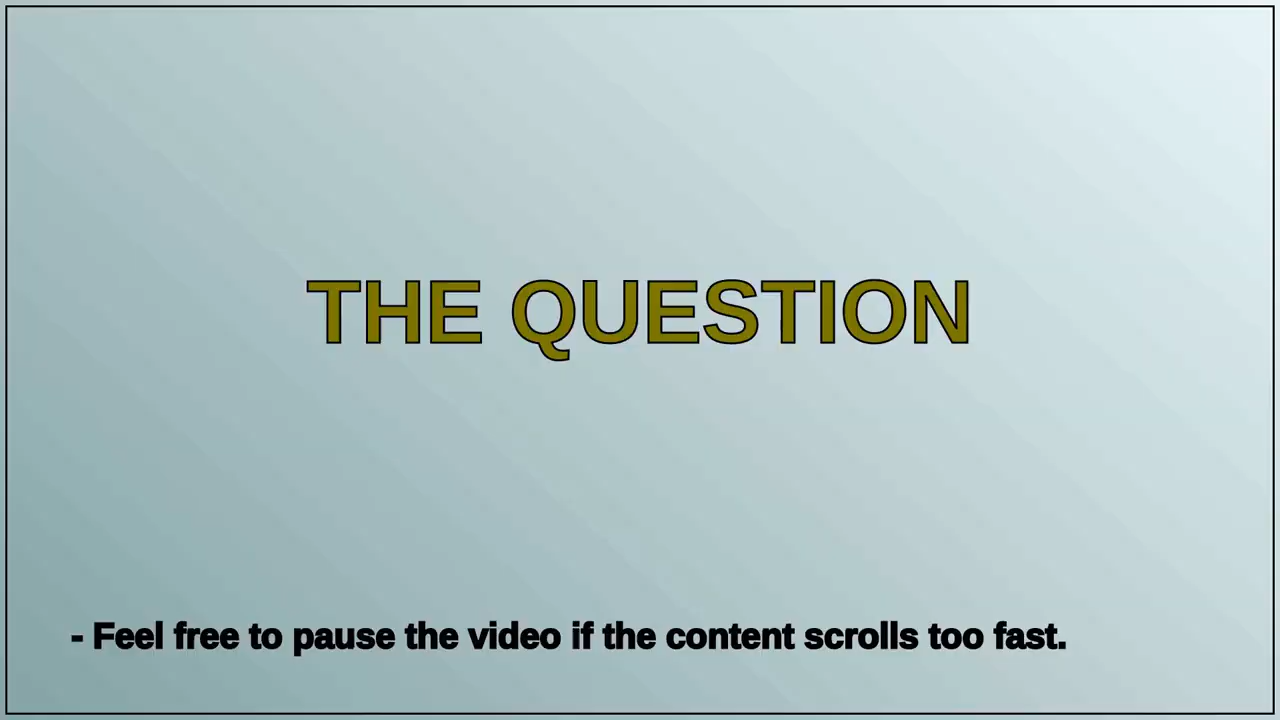 THE QUESTION
- Feel free to pause the video if the content scrolls too fast.